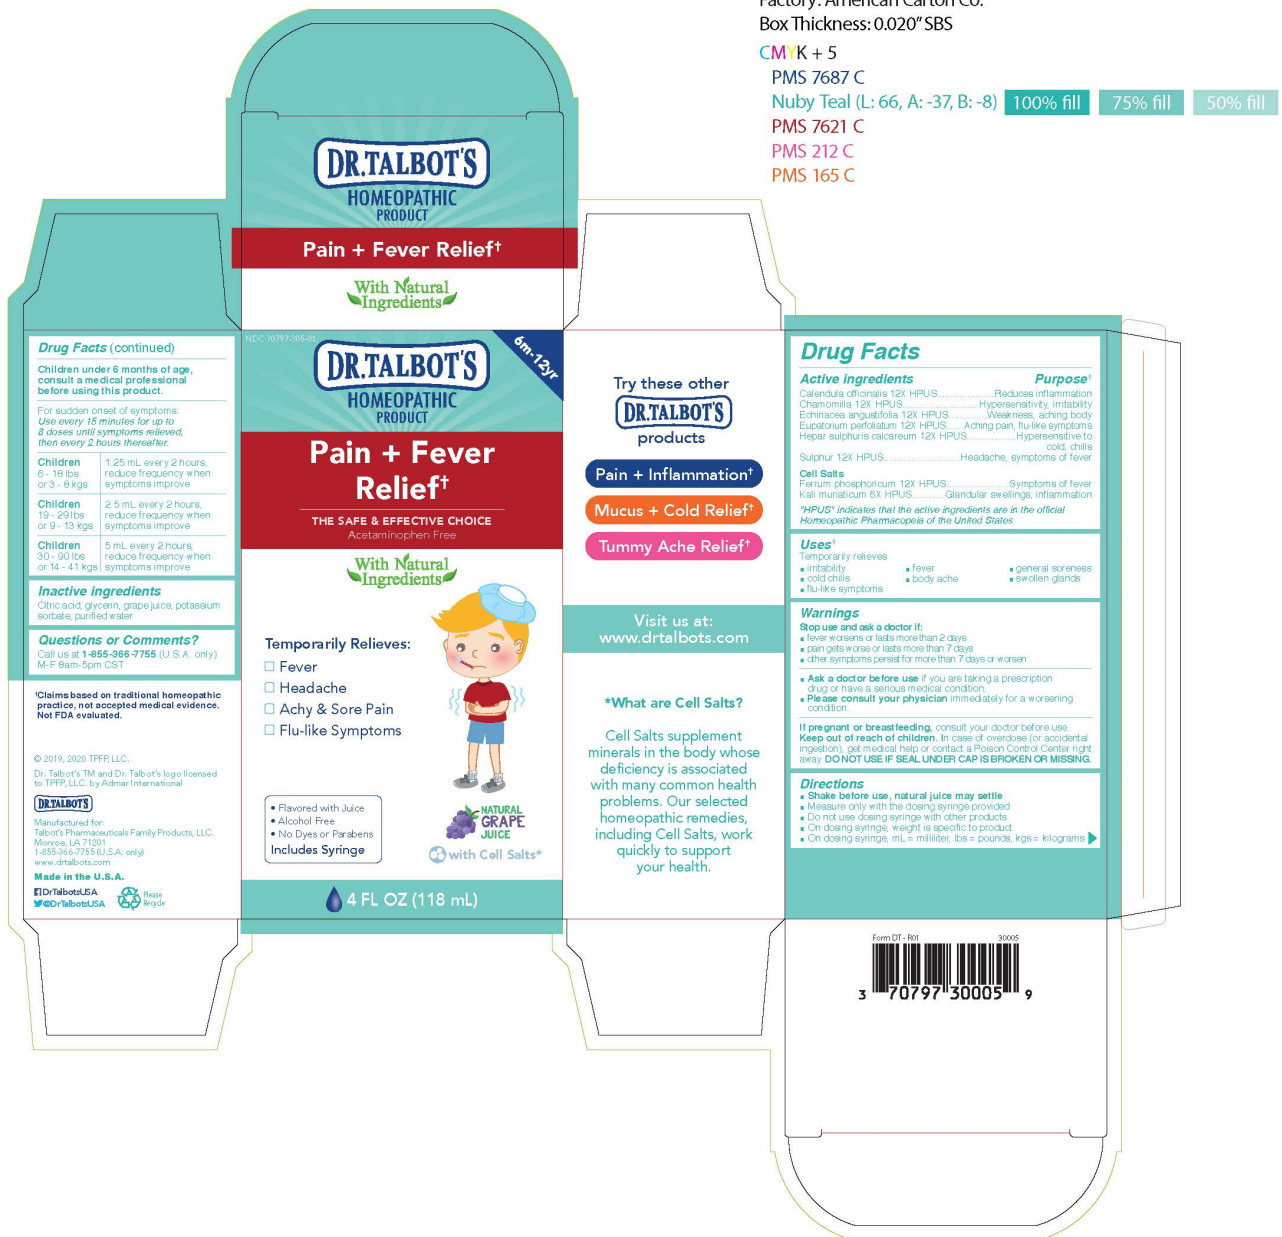 Factory: American Carton Co.
Box Thickness: 0.020" SBS
CMYK + 5
PMS 7687 C
Nuby Teal (L: 66, A: -37, B: -8) 100% fill 75% fill 50% fill
PMS 7621 C
PMS 212 C
PMS 165 C
DR.TALBOT'S
HOMEOPATHIC
PRODUCT
Pain + Fever Relief†
With Natural
Ingredients
Drug Facts (continued)
Children under 6 months of age,
consult a medical professional
before using this product.
For sudden onset of symptoms:
Use every 15 minutes for up to
8 doses until symptoms relieved,
then every 2 hours thereafter.
Children
6 - 18 lbs
or 3 - 8 kgs
1.25 mL every 2 hours,
reduce frequency when
symptoms improve
Children
19 - 29 lbs
or 9 - 13 kgs
2.5 mL every 2 hours,
reduce frequency when
symptoms improve
Children
30 - 90 lbs
or 14 - 41 kgs
5 mL every 2 hours,
reduce frequency when
symptoms improve
Inactive ingredients
Citric acid, glycerin, grape juice, potassium
sorbate, purified water
Questions or Comments?
Call us at 1-855-366-7755 (U.S.A. only)
M-F 8am-5pm CST
†Claims based on traditional homeopathic
practice, not accepted medical evidence.
Not FDA evaluated.
© 2019, 2020 TPFP, LLC.
Dr. Talbot's TM and Dr. Talbot's logo licensed
to TPFP, LLC. by Admar International
DR.TALBOT'S
Manufactured for:
Talbot's Pharmaceuticals Family Products, LLC.
Monroe, LA 71201
1-855-366-7755 (U.S.A. only)
www.drtalbots.com
Made in the U.S.A.
DrTalbotsUSA
@DrTalbotsUSA
Please
Recycle
NDC 70797-305-01
6m-12yr
DR.TALBOT'S
HOMEOPATHIC
PRODUCT
Pain + Fever
Relief†
THE SAFE & EFFECTIVE CHOICE
Acetaminophen Free
With Natural
Ingredients
Temporarily Relieves:
Fever
Headache
Achy & Sore Pain
Flu-like Symptoms
• Flavored with Juice
• Alcohol Free
• No Dyes or Parabens
Includes Syringe
NATURAL
GRAPE
JUICE
with Cell Salts*
4 FL OZ (118 mL)
Try these other
DR.TALBOT'S
products
Pain + Inflammation†
Mucus + Cold Relief†
Tummy Ache Relief†
Visit us at:
www.drtalbots.com
*What are Cell Salts?
Cell Salts supplement
minerals in the body whose
deficiency is associated
with many common health
problems. Our selected
homeopathic remedies,
including Cell Salts, work
quickly to support
your health.
Drug Facts
Active ingredients Purpose†
Calendula officinalis 12X HPUS....................Reduces inflammation
Chamomilla 12X HPUS..........................Hypersensitivity, irritability
Echinacea angustifolia 12X HPUS.............Weakness, aching body
Eupatorium perfoliatum 12X HPUS......Aching pain, flu-like symptoms
Hepar sulphuris calcareum 12X HPUS.................Hypersensitive to
cold, chills
Sulphur 12X HPUS..........................Headache, symptoms of fever
Cell Salts
Ferrum phosphoricum 12X HPUS......................Symptoms of fever
Kali muriaticum 6X HPUS...........Glandular swellings, inflammation
"HPUS" indicates that the active ingredients are in the official
Homeopathic Pharmacopeia of the United States
Uses†
Temporarily relieves
▪ irritability ▪ fever ▪ general soreness
▪ cold chills ▪ body ache ▪ swollen glands
▪ flu-like symptoms
Warnings
Stop use and ask a doctor if:
▪ fever worsens or lasts more than 2 days
▪ pain gets worse or lasts more than 7 days
▪ other symptoms persist for more than 7 days or worsen
▪ Ask a doctor before use if you are taking a prescription
drug or have a serious medical condition.
▪ Please consult your physician immediately for a worsening
condition.
If pregnant or breastfeeding, consult your doctor before use.
Keep out of reach of children. In case of overdose (or accidental
ingestion), get medical help or contact a Poison Control Center right
away. DO NOT USE IF SEAL UNDER CAP IS BROKEN OR MISSING.
Directions
▪ Shake before use, natural juice may settle
▪ Measure only with the dosing syringe provided
▪ Do not use dosing syringe with other products
▪ On dosing syringe, weight is specific to product
▪ On dosing syringe, mL = milliliter, lbs = pounds, kgs = kilograms
Form DT - R01 30005
3 70797 30005 9